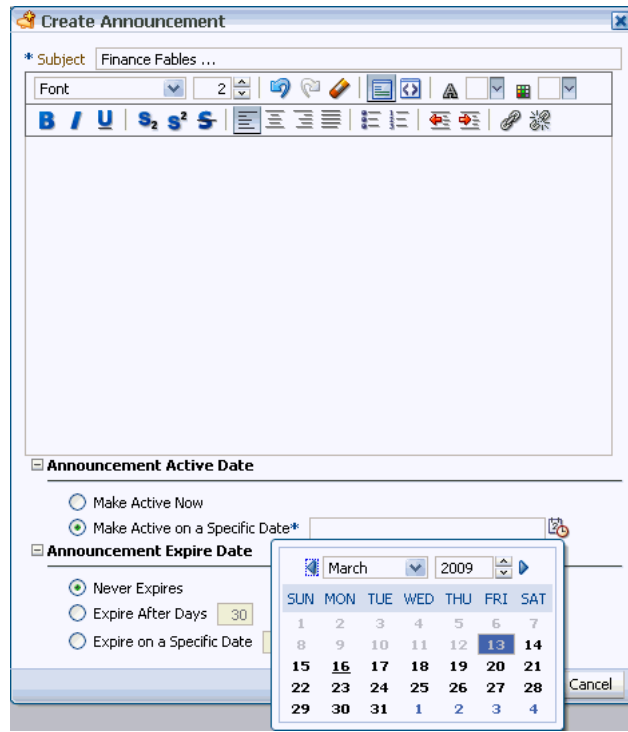 Create Announcement
* Subject Finance Fables ...
Font 2
B I U S₂ S² S
Announcement Active Date
Make Active Now
Make Active on a Specific Date*
Announcement Expire Date
March 2009
Never Expires
SUN MON TUE WED THU FRI SAT
Expire After Days 30
1 2 3 4 5 6 7
8 9 10 11 12 13 14
Expire on a Specific Date
15 16 17 18 19 20 21
22 23 24 25 26 27 28
Cancel
29 30 31 1 2 3 4